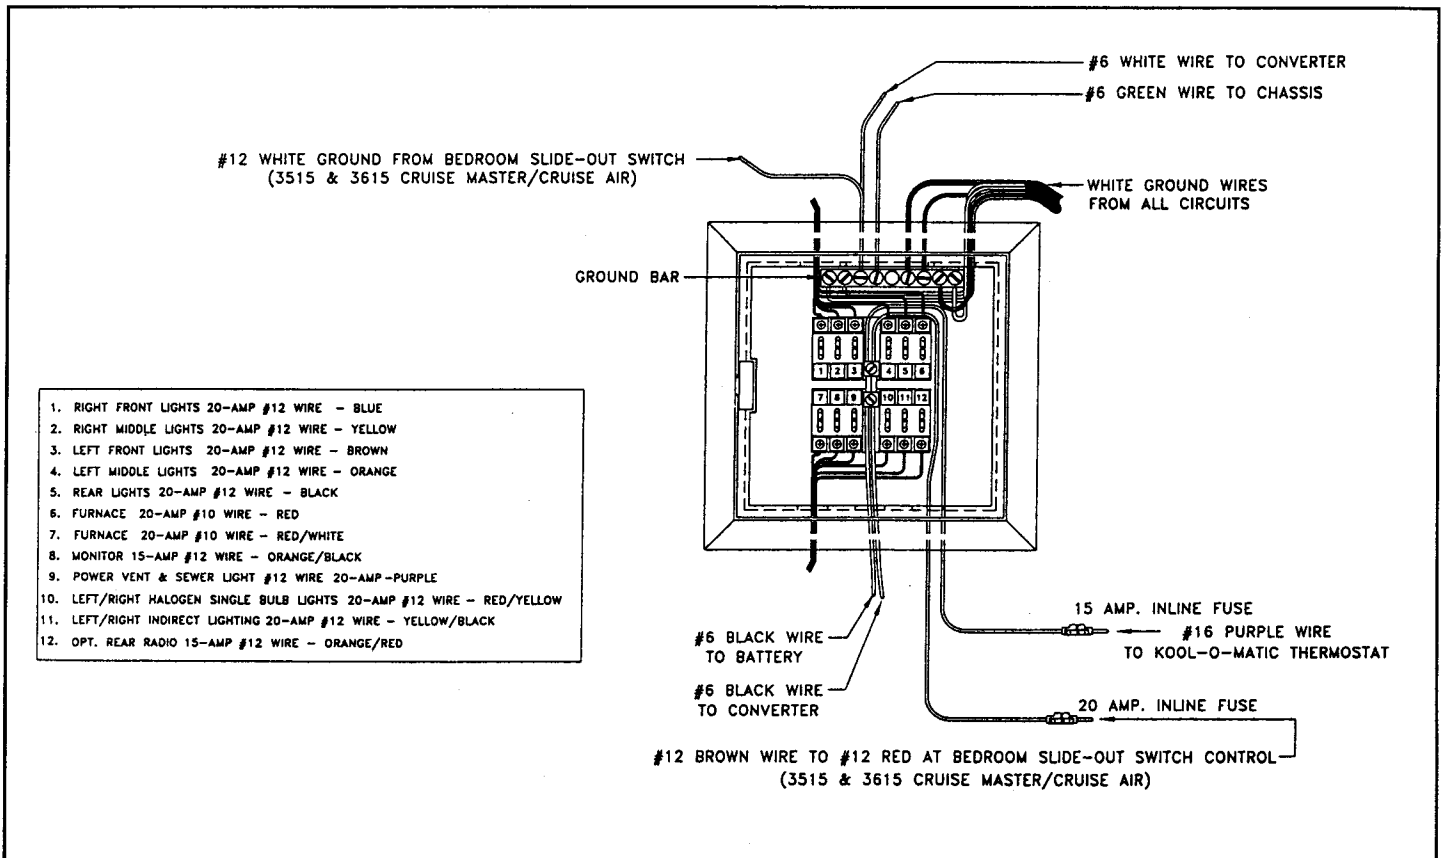 #6 WHITE WIRE TO CONVERTER
#6 GREEN WIRE TO CHASSIS
#12 WHITE GROUND FROM BEDROOM SLIDE-OUT SWITCH
(3515 & 3615 CRUISE MASTER/CRUISE AIR)
WHITE GROUND WIRES
FROM ALL CIRCUITS
GROUND BAR
1 2 3 4 5 6
7 8 9 10 11 12
1. RIGHT FRONT LIGHTS 20-AMP #12 WIRE - BLUE
2. RIGHT MIDDLE LIGHTS 20-AMP #12 WIRE - YELLOW
3. LEFT FRONT LIGHTS 20-AMP #12 WIRE - BROWN
4. LEFT MIDDLE LIGHTS 20-AMP #12 WIRE - ORANGE
5. REAR LIGHTS 20-AMP #12 WIRE - BLACK
6. FURNACE 20-AMP #10 WIRE - RED
7. FURNACE 20-AMP #10 WIRE - RED/WHITE
8. MONITOR 15-AMP #12 WIRE - ORANGE/BLACK
9. POWER VENT & SEWER LIGHT #12 WIRE 20-AMP-PURPLE
10. LEFT/RIGHT HALOGEN SINGLE BULB LIGHTS 20-AMP #12 WIRE - RED/YELLOW
11. LEFT/RIGHT INDIRECT LIGHTING 20-AMP #12 WIRE - YELLOW/BLACK
12. OPT. REAR RADIO 15-AMP #12 WIRE - ORANGE/RED
15 AMP. INLINE FUSE
#16 PURPLE WIRE
TO KOOL-O-MATIC THERMOSTAT
#6 BLACK WIRE
TO BATTERY
#6 BLACK WIRE
TO CONVERTER
20 AMP. INLINE FUSE
#12 BROWN WIRE TO #12 RED AT BEDROOM SLIDE-OUT SWITCH CONTROL
(3515 & 3615 CRUISE MASTER/CRUISE AIR)